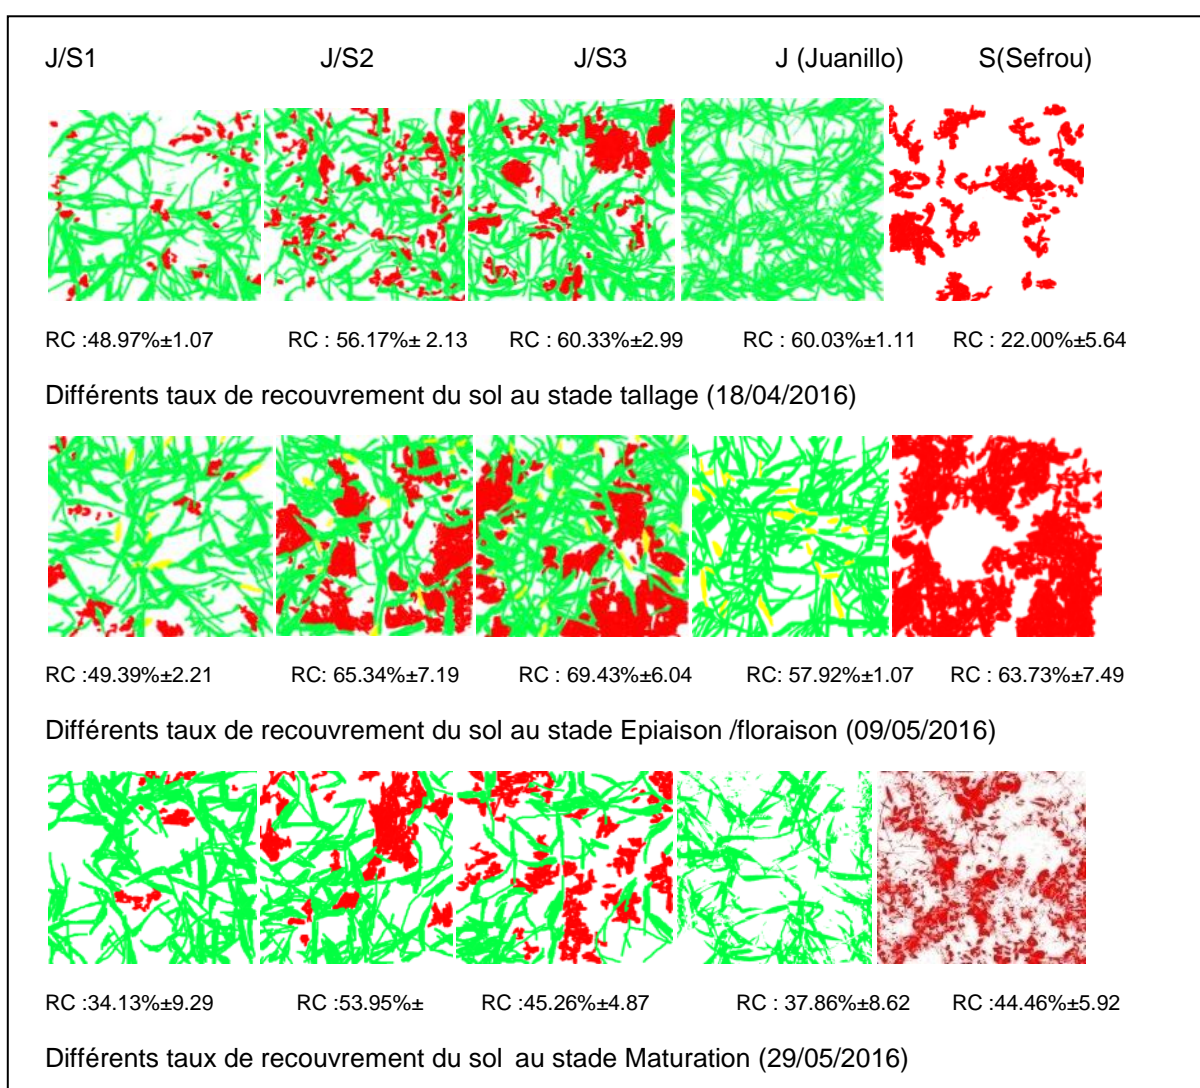 J/S1 J/S2 J/S3 J (Juanillo) S(Sefrou)
RC :48.97%±1.07 RC : 56.17%± 2.13 RC : 60.33%±2.99 RC : 60.03%±1.11 RC : 22.00%±5.64
Différents taux de recouvrement du sol au stade tallage (18/04/2016)
RC :49.39%±2.21 RC: 65.34%±7.19 RC : 69.43%±6.04 RC: 57.92%±1.07 RC : 63.73%±7.49
Différents taux de recouvrement du sol au stade Epiaison /floraison (09/05/2016)
RC :34.13%±9.29 RC :53.95%± RC :45.26%±4.87 RC : 37.86%±8.62 RC :44.46%±5.92
Différents taux de recouvrement du sol au stade Maturation (29/05/2016)